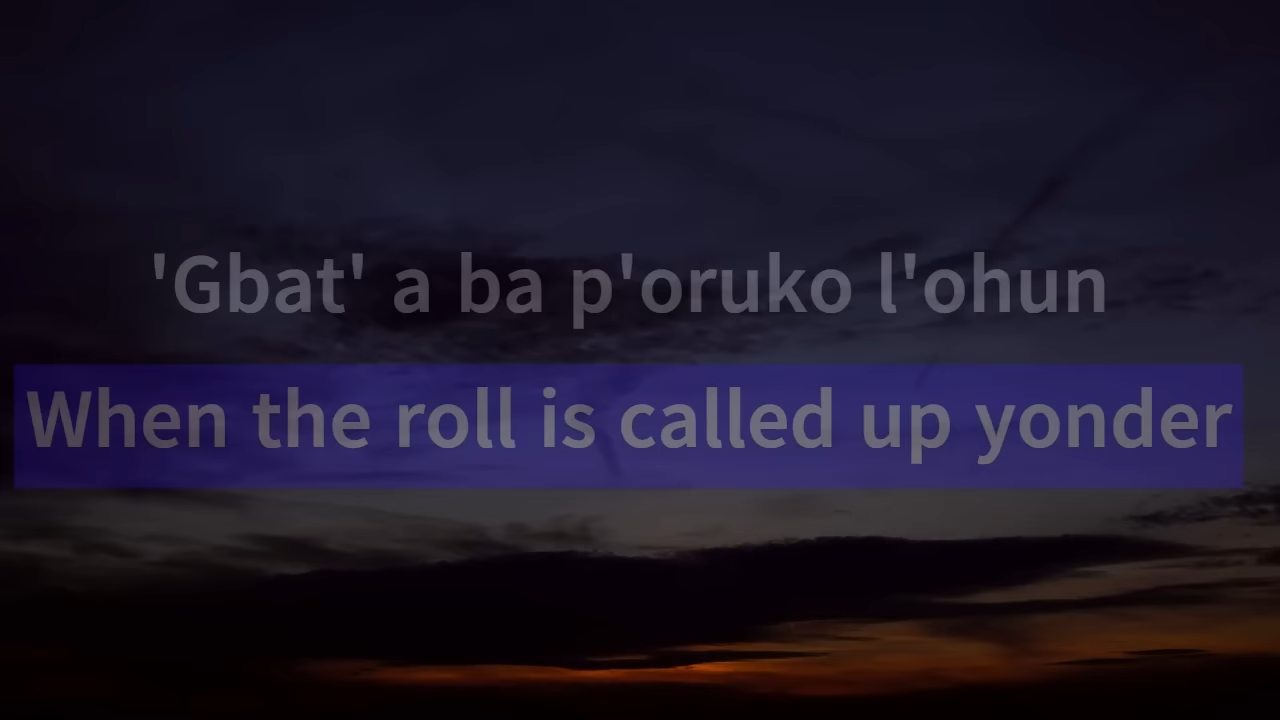 'Gbat' a ba p'oruko l'ohun
When the roll is called up yonder